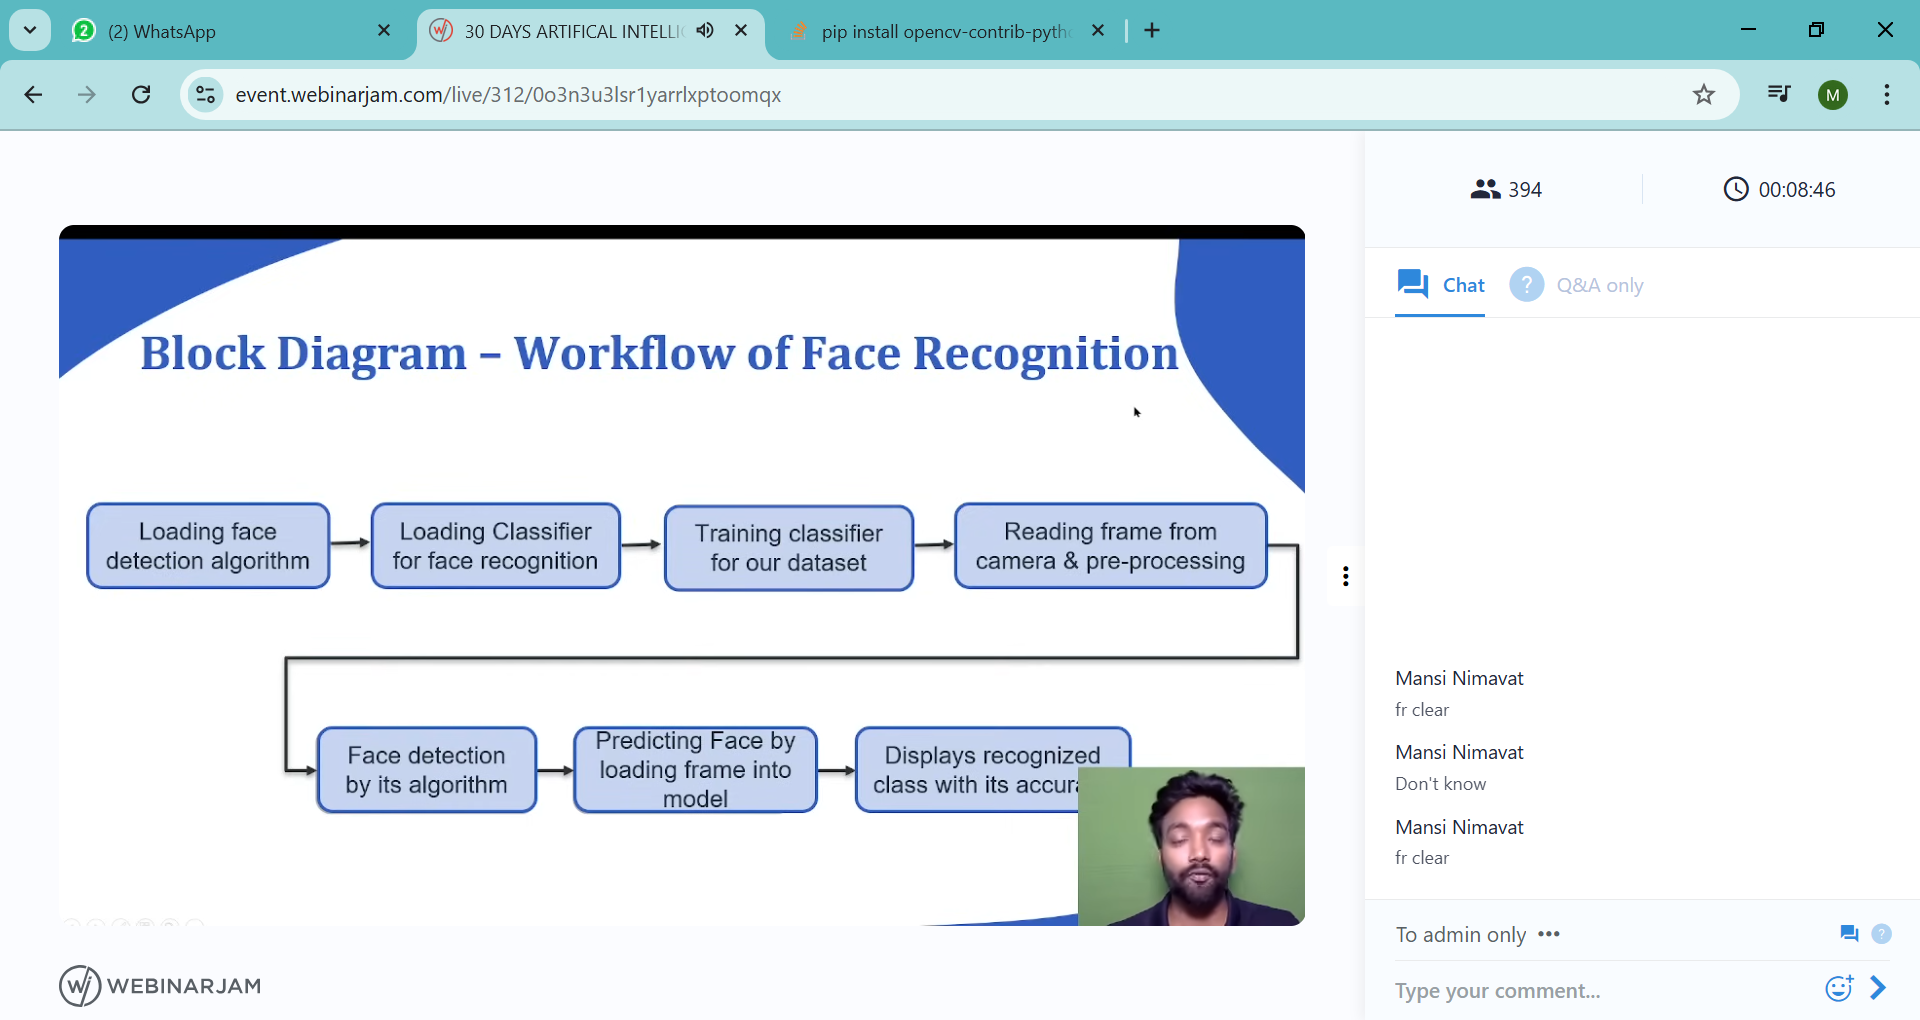 2
(2) WhatsApp
30 DAYS ARTIFICAL INTELLI
pip install opencv-contrib-pyth
event.webinarjam.com/live/312/0o3n3u3lsr1yarrlxptoomqx
M
394
00:08:46
Chat
? Q&A only
Block Diagram – Workflow of Face Recognition
Loading face
detection algorithm
Loading Classifier
for face recognition
Training classifier
for our dataset
Reading frame from
camera & pre-processing
Face detection
by its algorithm
Predicting Face by
loading frame into
model
Displays recognized
class with its accura
Mansi Nimavat
fr clear
Mansi Nimavat
Don't know
Mansi Nimavat
fr clear
To admin only •••
?
Type your comment...
WEBINARJAM